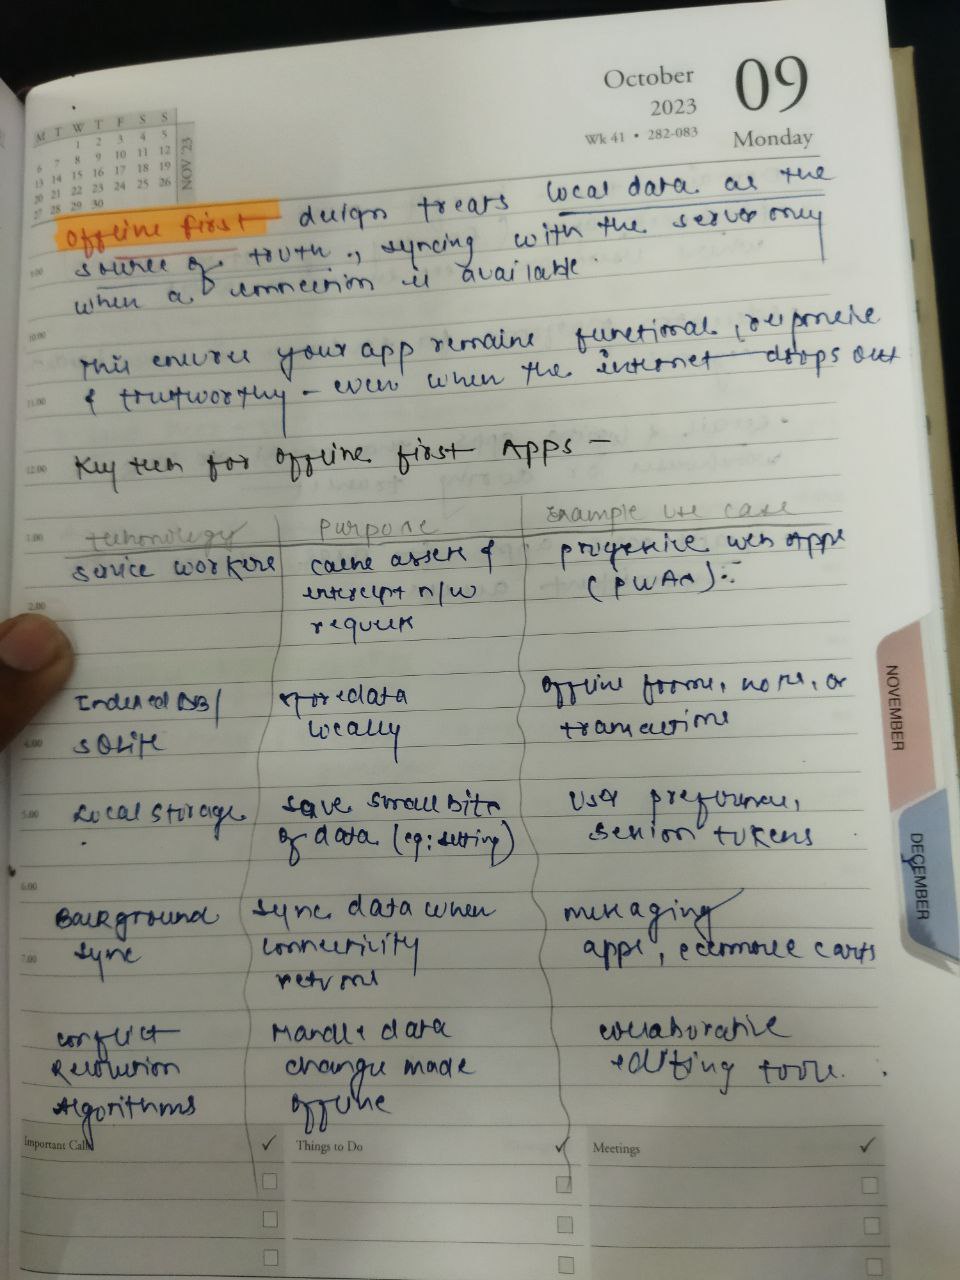 October
2023
Wk 41 • 282-083
09
Monday
M T W T F S S
1 2 3 4 5
6 7 8 9 10 11 12
13 14 15 16 17 18 19
20 21 22 23 24 25 26
27 28 29 30
NOV '23
Offline first design treats local data as the
source of truth, syncing with the server only
when a connection is available.
This ensures your app remains functional, responsive
& trustworthy - even when the internet drops out
Key tech for offline first Apps -
Technology Purpose Example use case
Service workers cache assets & progressive web Apps
intercept n/w (PWAs)
requests
Indexed DB/ store data offline forms, notes, or
SQLite locally transactions
Local Storage save small bits user preferences,
of data (eg: setting) session tokens
Background sync data when messaging
sync connectivity apps, ecommerce carts
returns
conflict Handle data collaborative
Resolution changes made editing tools.
Algorithms offline
9:00
10:00
11:00
12:00
1:00
2:00
4:00
5:00
6:00
7:00
NOVEMBER
DECEMBER
Important Calls ✓ Things to Do ✓ Meetings ✓